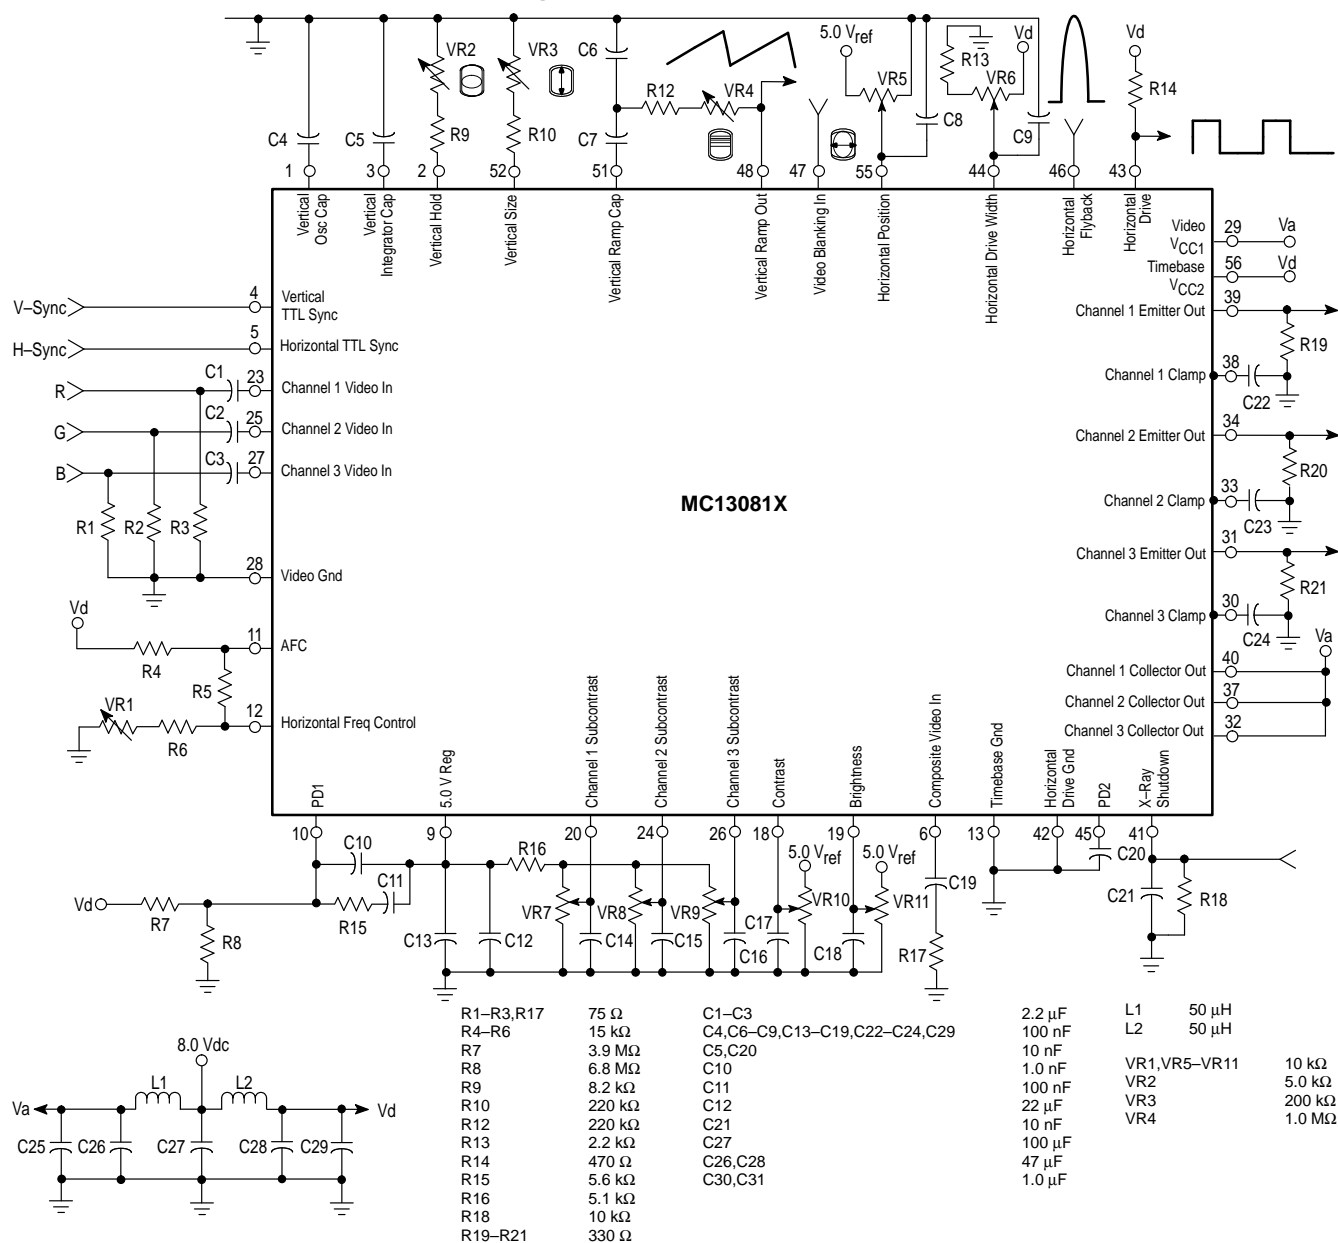 5.0 Vref
Vd
Vd
VR2
VR3
C6
R12
VR4
VR5
R13
VR6
R14
C4
C5
R9
R10
C7
C8
C9
1
3
2
52
51
48
47
55
44
46
43
Vertical
Osc Cap
Vertical
Integrator Cap
Vertical Hold
Vertical Size
Vertical Ramp Cap
Vertical Ramp Out
Video Blanking In
Horizontal Position
Horizontal Drive Width
Horizontal
Flyback
Horizontal
Drive
Video
VCC1
29
Va
Timebase
VCC2
56
Vd
V–Sync
4
Vertical
TTL Sync
H–Sync
5
Horizontal TTL Sync
R
C1
23
Channel 1 Video In
G
C2
25
Channel 2 Video In
B
C3
27
Channel 3 Video In
R1
R2
R3
28
Video Gnd
Vd
R4
11
AFC
R5
VR1
R6
12
Horizontal Freq Control
MC13081X
Channel 1 Emitter Out
39
R19
Channel 1 Clamp
38
C22
Channel 2 Emitter Out
34
R20
Channel 2 Clamp
33
C23
Channel 3 Emitter Out
31
R21
Channel 3 Clamp
30
C24
Va
Channel 1 Collector Out
40
Channel 2 Collector Out
37
Channel 3 Collector Out
32
PD1
5.0 V Reg
Channel 1 Subcontrast
Channel 2 Subcontrast
Channel 3 Subcontrast
Contrast
Brightness
Composite Video In
Timebase Gnd
Horizontal
Drive Gnd
PD2
X–Ray
Shutdown
10
9
20
24
26
18
19
6
13
42
45
41
C10
R16
5.0 Vref
5.0 Vref
C20
Vd
R7
R15
C11
R8
C13
C12
VR7
C14
VR8
C15
VR9
C16
C17
VR10
C18
VR11
C19
R17
C21
R18
8.0 Vdc
L1
L2
Va
Vd
C25
C26
C27
C28
C29
R1–R3,R17 75 Ω
R4–R6 15 kΩ
R7 3.9 MΩ
R8 6.8 MΩ
R9 8.2 kΩ
R10 220 kΩ
R12 220 kΩ
R13 2.2 kΩ
R14 470 Ω
R15 5.6 kΩ
R16 5.1 kΩ
R18 10 kΩ
R19–R21 330 Ω
C1–C3 2.2 µF
C4,C6–C9,C13–C19,C22–C24,C29 100 nF
C5,C20 10 nF
C10 1.0 nF
C11 100 nF
C12 22 µF
C21 10 nF
C27 100 µF
C26,C28 47 µF
C30,C31 1.0 µF
L1 50 µH
L2 50 µH
VR1,VR5–VR11 10 kΩ
VR2 5.0 kΩ
VR3 200 kΩ
VR4 1.0 MΩ